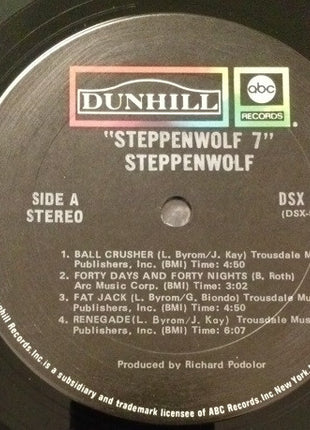 DUNHILL
abc
RECORDS
"STEPPENWOLF 7"
STEPPENWOLF
SIDE A
STEREO
DSX
(DSX-
1. BALL CRUSHER (L. Byrom/J. Kay) Trousdale Mu
Publishers, Inc. (BMI) Time: 4:50
2. FORTY DAYS AND FORTY NIGHTS (B. Roth)
Arc Music Corp. (BMI) Time: 3:02
3. FAT JACK (L. Byrom/G. Biondo) Trousdale Mus
Publishers, Inc. (BMI) Time: 4:50
4. RENEGADE (L. Byrom/J. Kay) Trousdale Mus
Publishers, Inc. (BMI) Time: 6:07
Produced by Richard Podolor
nhill Records, Inc. is a subsidiary and trademark licensee of ABC Records, Inc. New York,